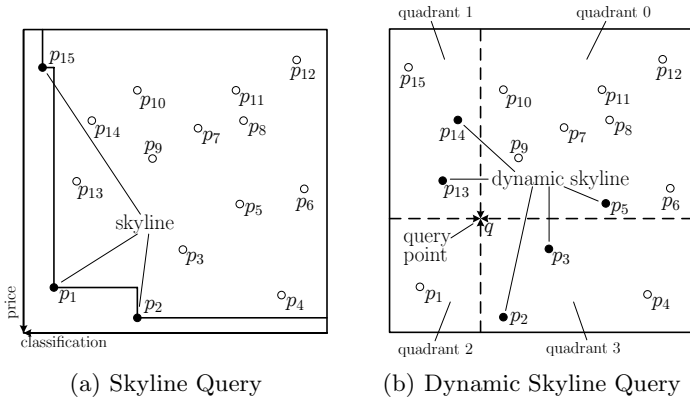 quadrant 1
quadrant 0
p15
p12
p10
p11
p14
p8
p7
p9
p13
p6
p5
skyline
p3
p1
p2
p4
price
classification
(a) Skyline Query
p15
p12
p10
p11
p14
p8
p7
p9
p13
dynamic skyline
p6
p5
query
point
q
p3
p1
p2
p4
quadrant 2
quadrant 3
(b) Dynamic Skyline Query